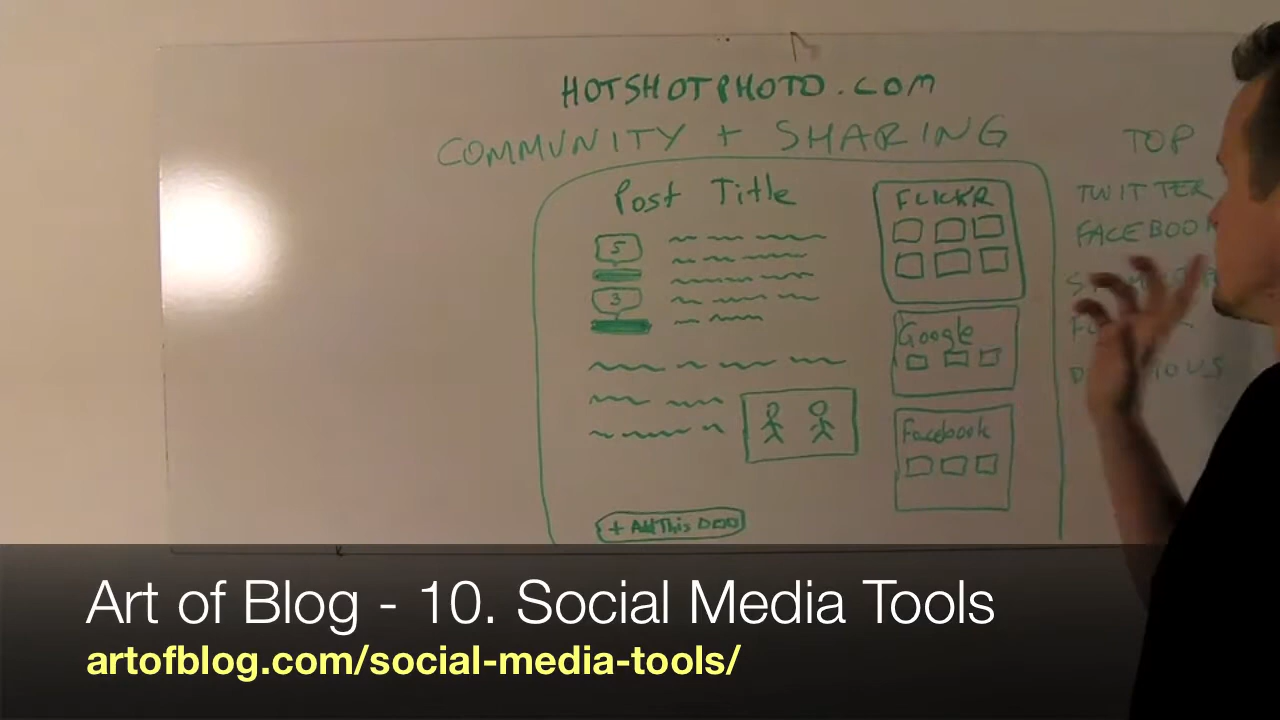 HOTSHOTPHOTO.COM
COMMUNITY + SHARING
Post Title
5
3
+ AddThis
FLICKR
Google
Facebook
TOP
TWITTER
FACEBOOK
Art of Blog - 10. Social Media Tools
artofblog.com/social-media-tools/